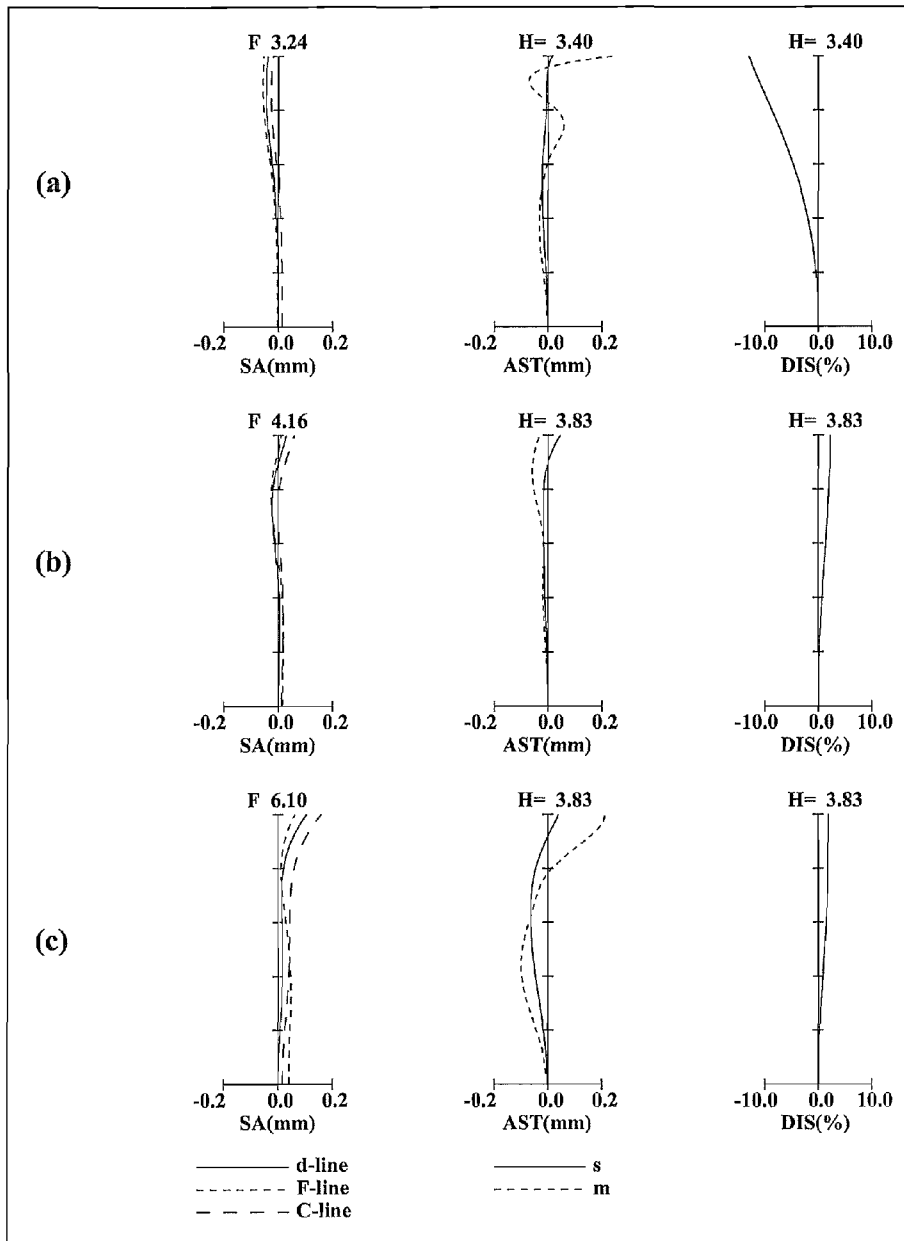 (a)
F 3.24
-0.2 0.0 0.2
SA(mm)
H= 3.40
-0.2 0.0 0.2
AST(mm)
H= 3.40
-10.0 0.0 10.0
DIS(%)
(b)
F 4.16
-0.2 0.0 0.2
SA(mm)
H= 3.83
-0.2 0.0 0.2
AST(mm)
H= 3.83
-10.0 0.0 10.0
DIS(%)
(c)
F 6.10
-0.2 0.0 0.2
SA(mm)
H= 3.83
-0.2 0.0 0.2
AST(mm)
H= 3.83
-10.0 0.0 10.0
DIS(%)
d-line
F-line
C-line
s
m